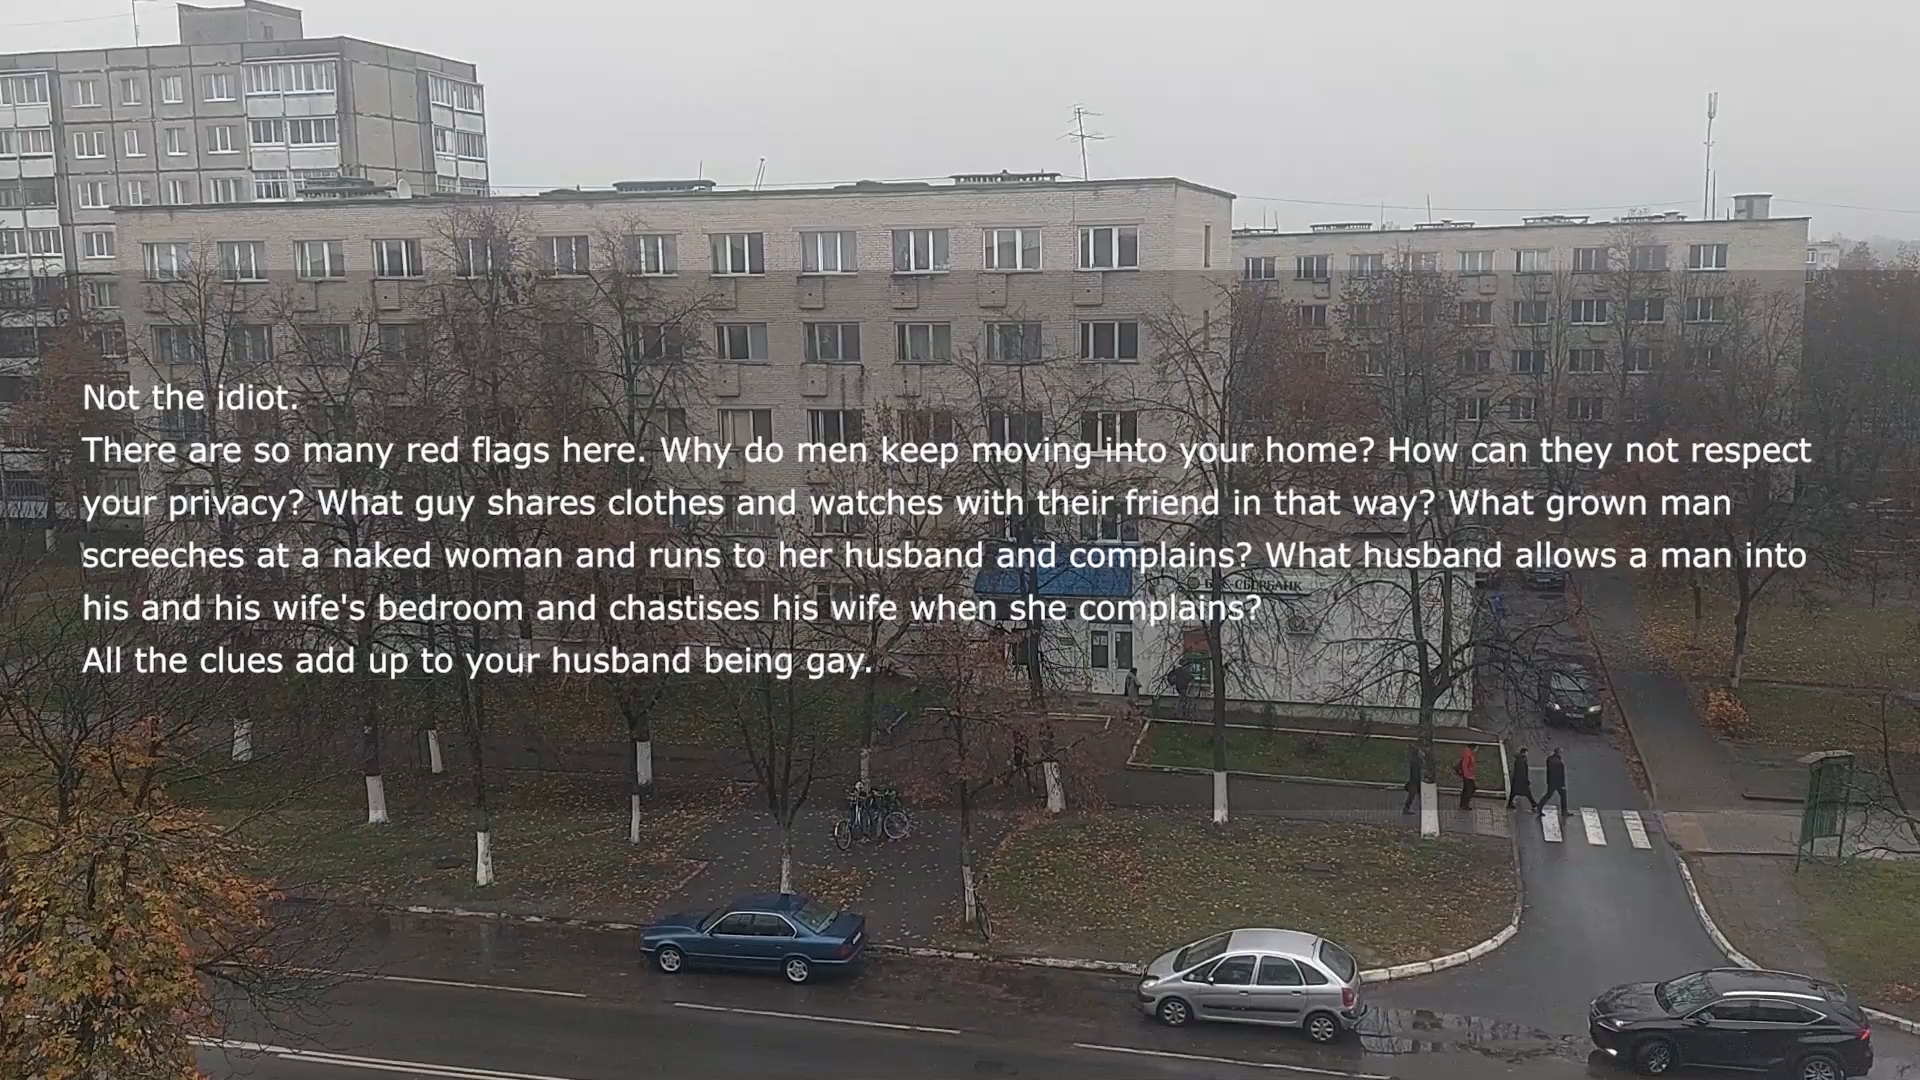 Not the idiot.
There are so many red flags here. Why do men keep moving into your home? How can they not respect
your privacy? What guy shares clothes and watches with their friend in that way? What grown man
screeches at a naked woman and runs to her husband and complains? What husband allows a man into
his and his wife's bedroom and chastises his wife when she complains?
All the clues add up to your husband being gay.
СБЕРБАНК